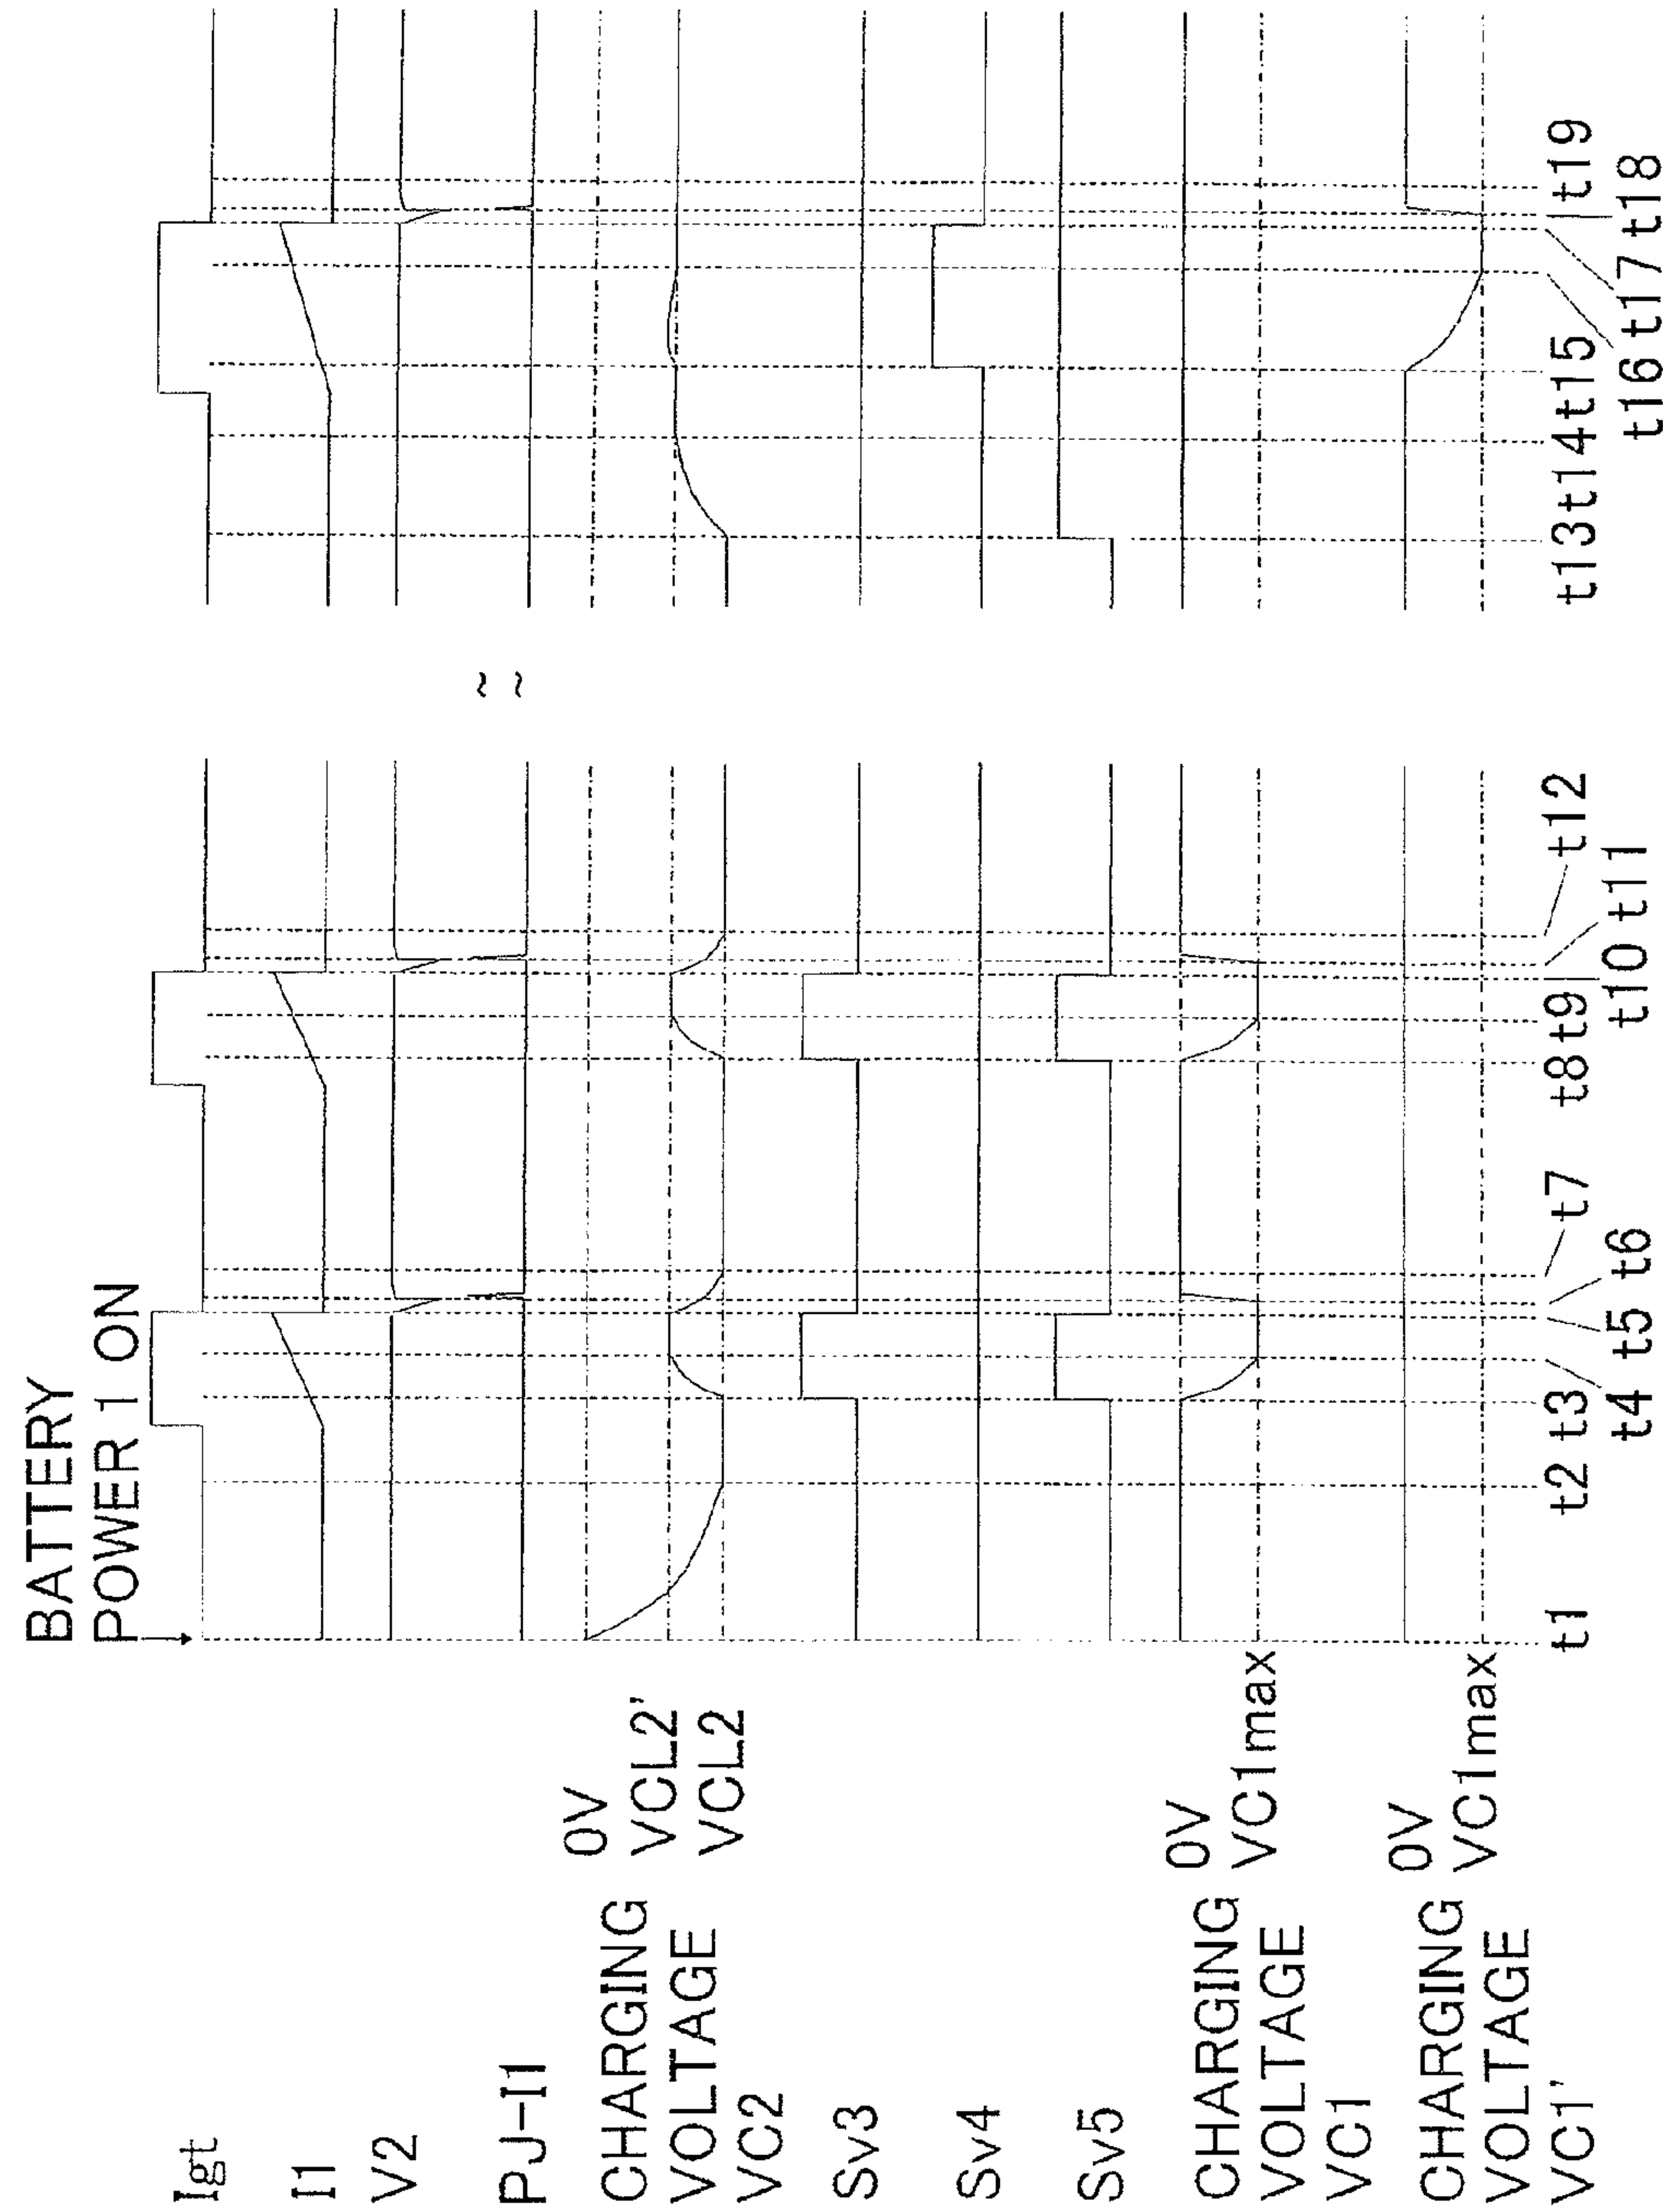 BATTERY
POWER 1 ON
Igt
I1
V2
PJ-I1
0V
CHARGING VCL2'
VOLTAGE VCL2
VC2
Sv3
Sv4
Sv5
CHARGING 0V
VOLTAGE VC1max
VC1
CHARGING 0V
VOLTAGE VC1max
VC1'
t1 t2 t3 t5 t7 t8 t9 t12 t13 t14 t15 t19
t4 t6 t10 t11 t16 t17 t18